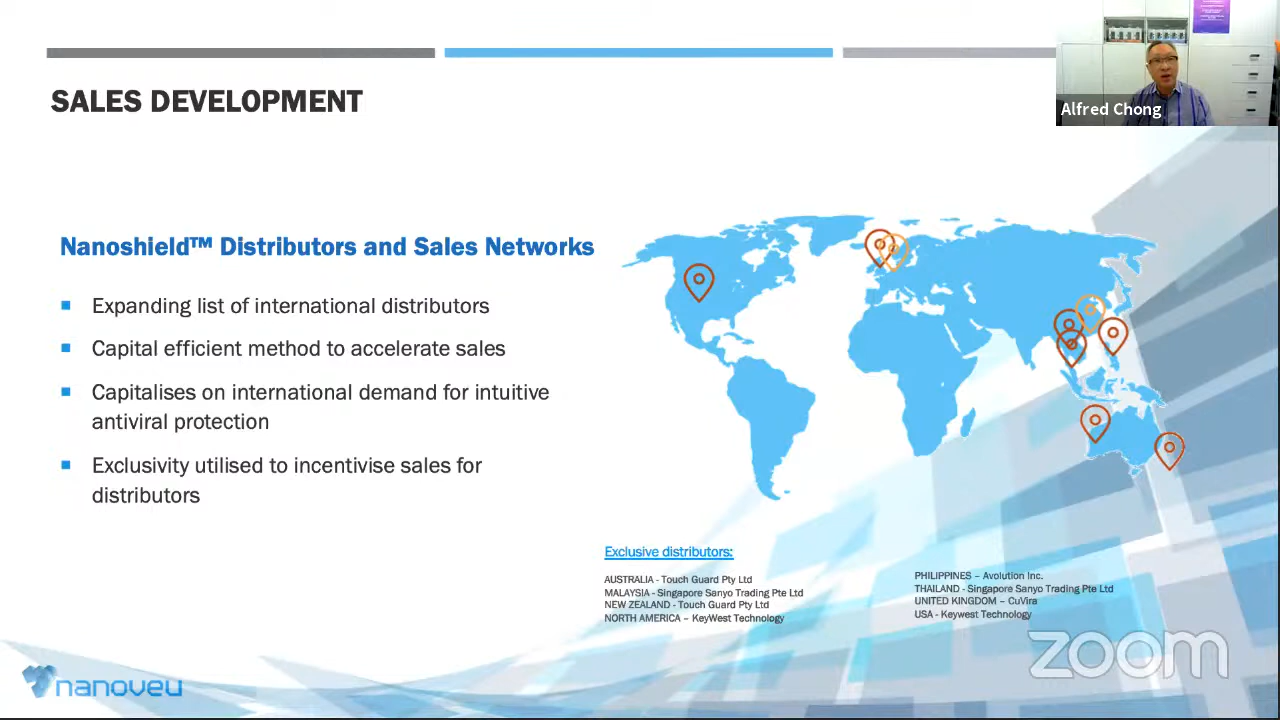 Alfred Chong
SALES DEVELOPMENT
Nanoshield™ Distributors and Sales Networks
Expanding list of international distributors
Capital efficient method to accelerate sales
Capitalises on international demand for intuitive
antiviral protection
Exclusivity utilised to incentivise sales for
distributors
Exclusive distributors:
AUSTRALIA - Touch Guard Pty Ltd
MALAYSIA - Singapore Sanyo Trading Pte Ltd
NEW ZEALAND - Touch Guard Pty Ltd
NORTH AMERICA – KeyWest Technology
PHILIPPINES – Avolution Inc.
THAILAND - Singapore Sanyo Trading Pte Ltd
UNITED KINGDOM – CuVira
USA - Keywest Technology
zoom
nanoveu